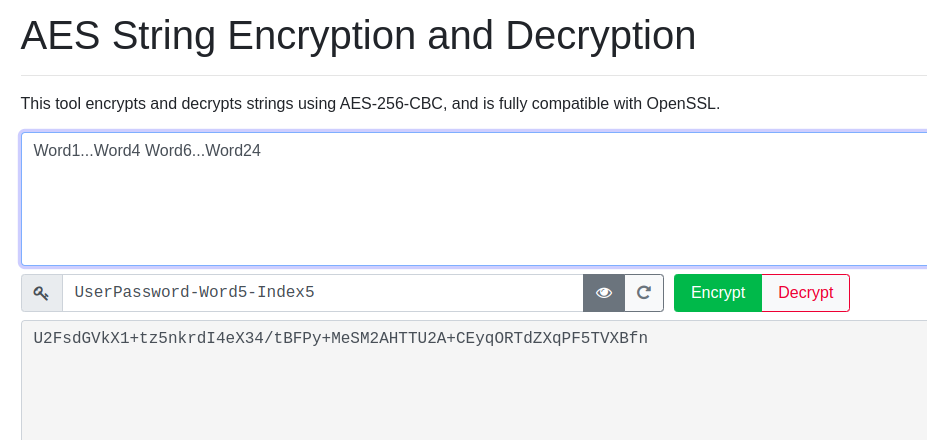 AES String Encryption and Decryption
This tool encrypts and decrypts strings using AES-256-CBC, and is fully compatible with OpenSSL.
Word1...Word4 Word6...Word24
UserPassword-Word5-Index5 Encrypt Decrypt
U2FsdGVkX1+tz5nkrdI4eX34/tBFPy+MeSM2AHTTU2A+CEyqORTdZXqPF5TVXBfn